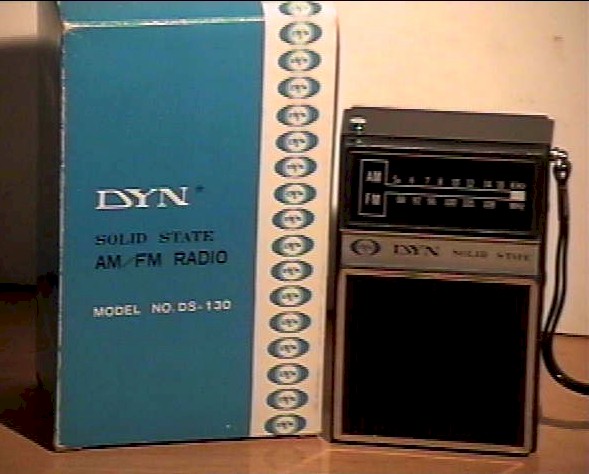 DYN
SOLID STATE
AM/FM RADIO
MODEL NO. DS-130
AM
FM
DYN SOLID STATE